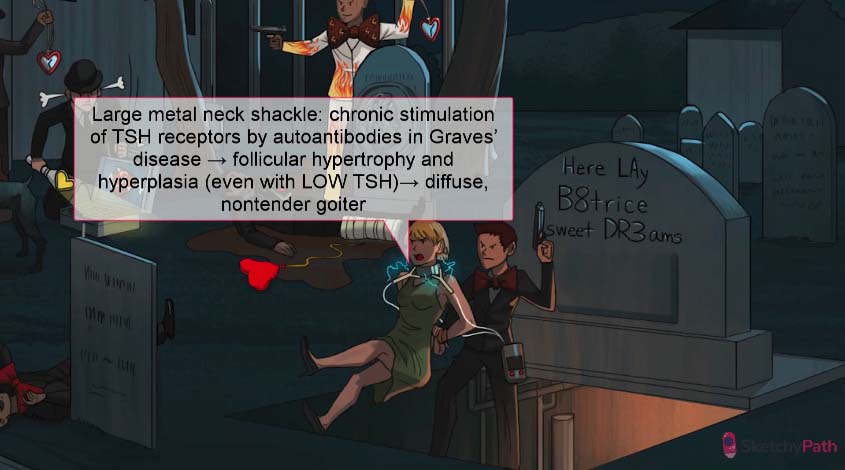 Large metal neck shackle: chronic stimulation
of TSH receptors by autoantibodies in Graves’
disease → follicular hypertrophy and
hyperplasia (even with LOW TSH)→ diffuse,
nontender goiter
Here LAy
B8trice
sweet DR3ams
SketchyPath